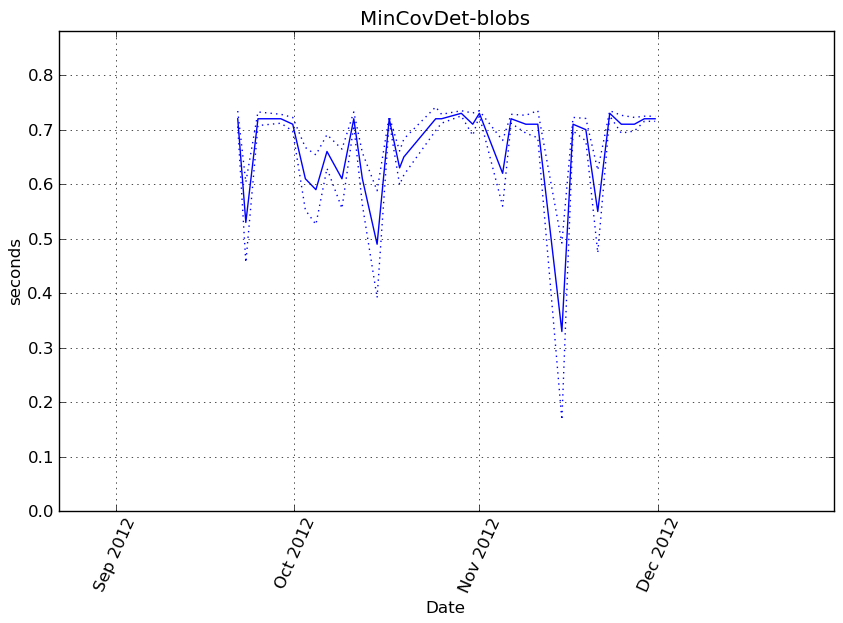 MinCovDet-blobs
0.8
0.7
0.6
0.5
0.4
0.3
0.2
0.1
0.0
seconds
Sep 2012
Oct 2012
Nov 2012
Dec 2012
Date